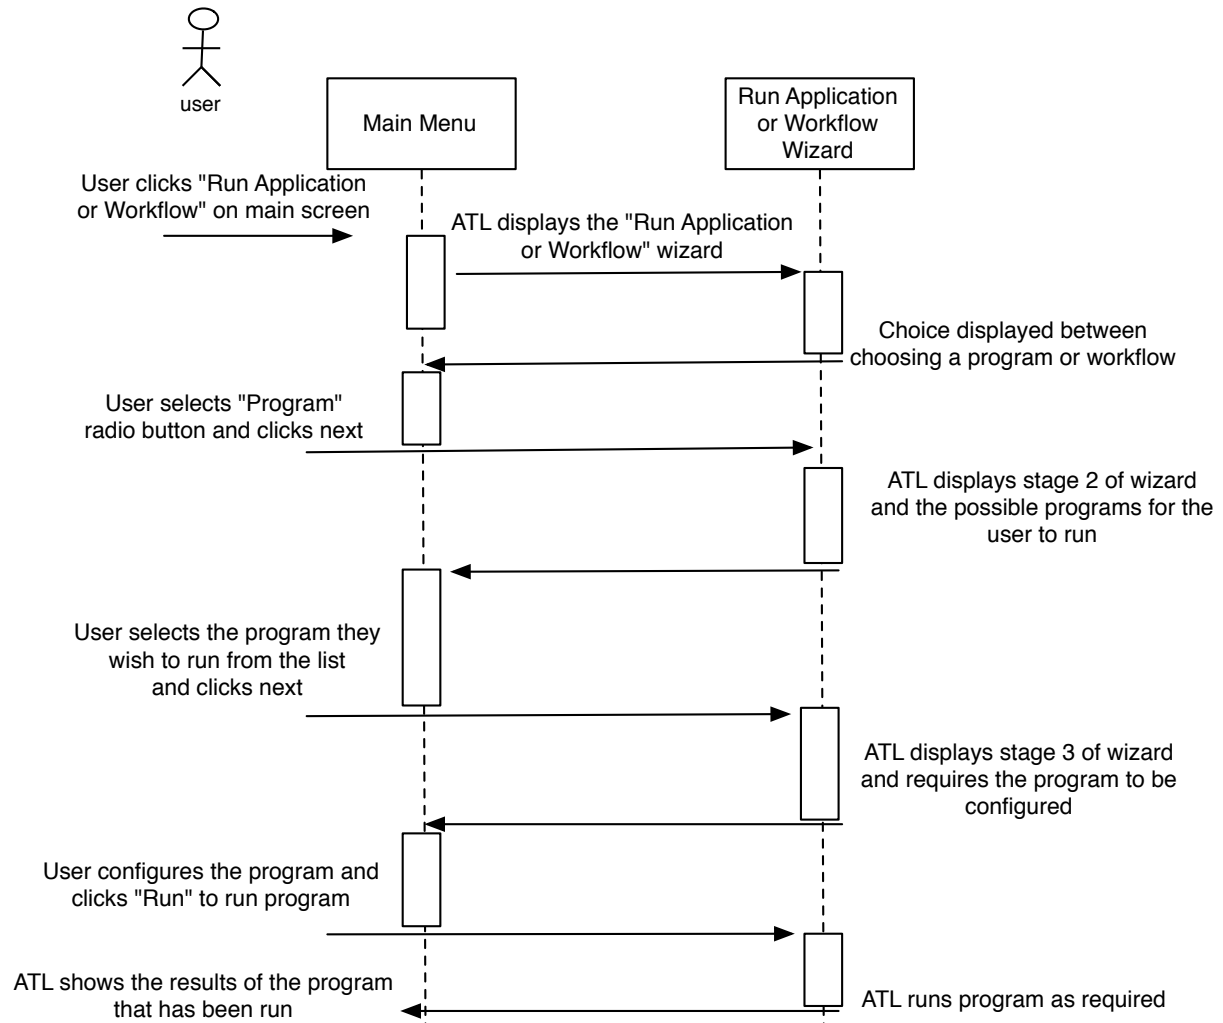 user
Main Menu
Run Application
or Workflow
Wizard
User clicks "Run Application
or Workflow" on main screen
ATL displays the "Run Application
or Workflow" wizard
Choice displayed between
choosing a program or workflow
User selects "Program"
radio button and clicks next
ATL displays stage 2 of wizard
and the possible programs for the
user to run
User selects the program they
wish to run from the list
and clicks next
ATL displays stage 3 of wizard
and requires the program to be
configured
User configures the program and
clicks "Run" to run program
ATL shows the results of the program
that has been run
ATL runs program as required